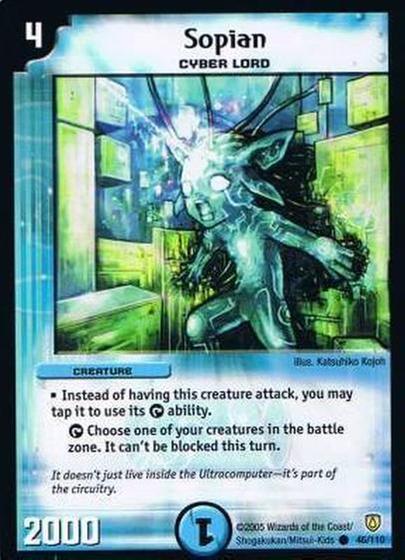 4
Sopian
CYBER LORD
illus. Katsuhiko Kojoh
CREATURE
▪ Instead of having this creature attack, you may
tap it to use its ability.
Choose one of your creatures in the battle
zone. It can't be blocked this turn.
It doesn't just live inside the Ultracomputer—it's part of
the circuitry.
2000
1
©2005 Wizards of the Coast/
Shogakukan/Mitsui-Kids ● 46/110